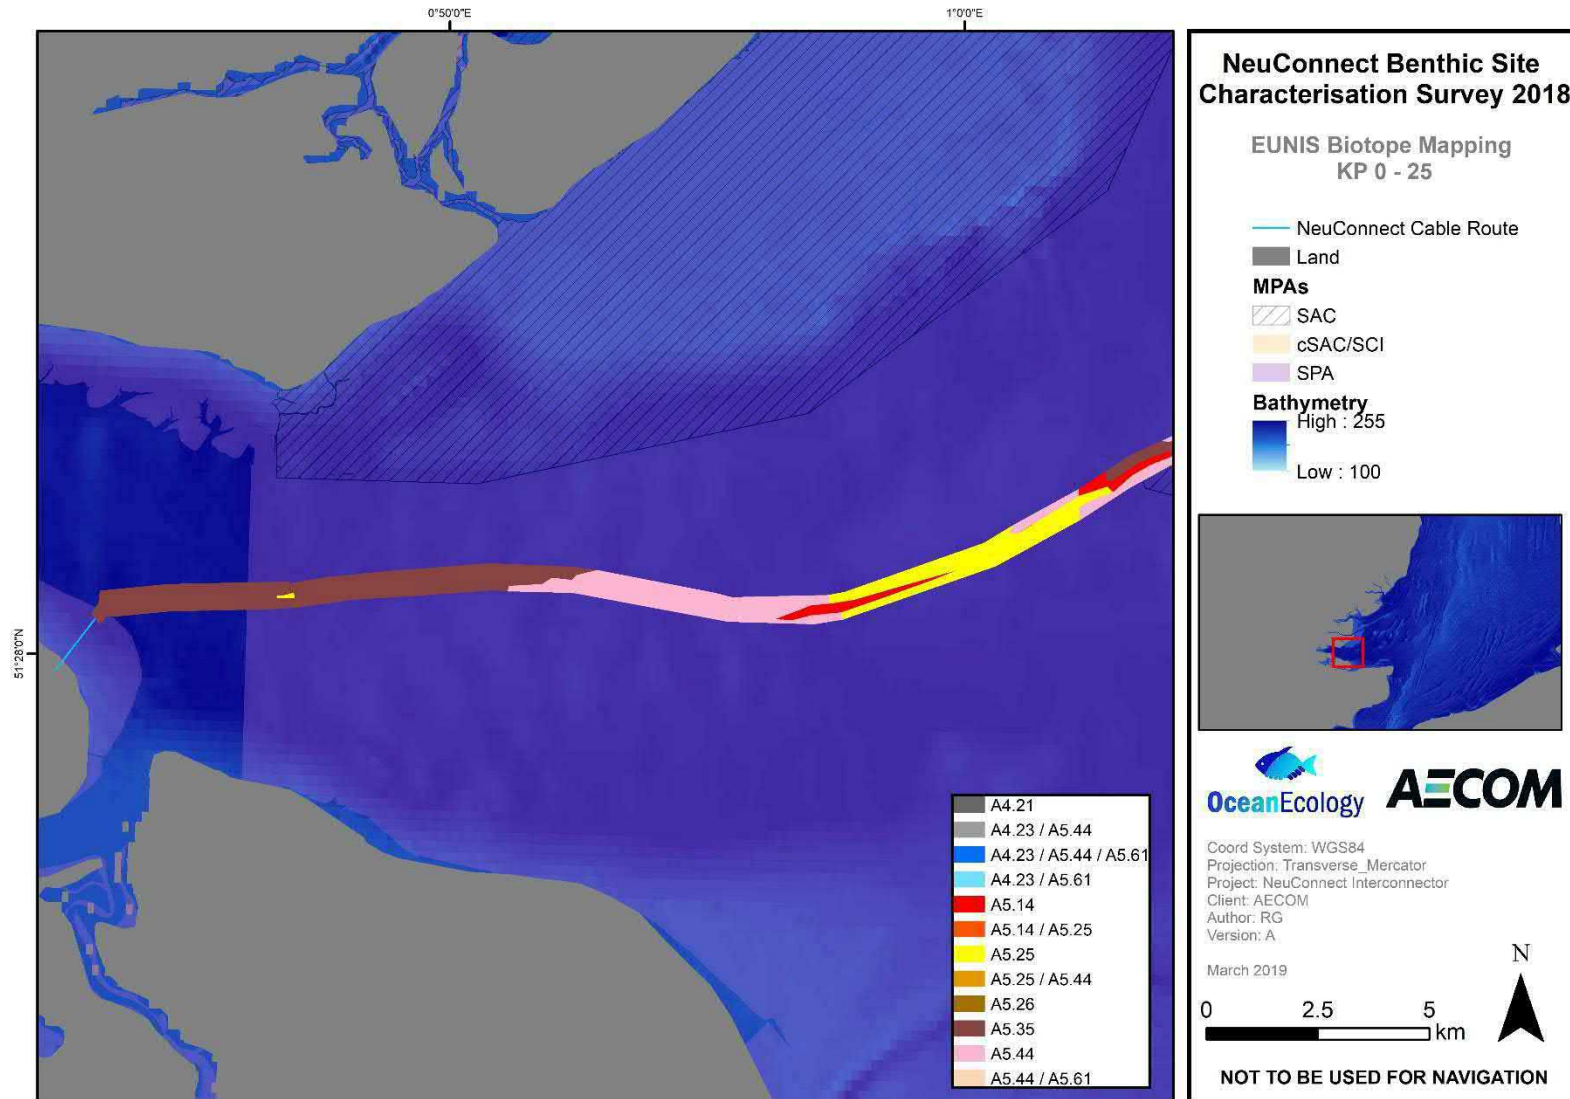 0°50'0"E
1°0'0"E
51°28'0"N
A4.21
A4.23 / A5.44
A4.23 / A5.44 / A5.61
A4.23 / A5.61
A5.14
A5.14 / A5.25
A5.25
A5.25 / A5.44
A5.26
A5.35
A5.44
A5.44 / A5.61
NeuConnect Benthic Site
Characterisation Survey 2018
EUNIS Biotope Mapping
KP 0 - 25
NeuConnect Cable Route
Land
MPAs
SAC
cSAC/SCI
SPA
Bathymetry
High : 255
Low : 100
OceanEcology
AECOM
Coord System: WGS84
Projection: Transverse_Mercator
Project: NeuConnect Interconnector
Client: AECOM
Author: RG
Version: A
March 2019
N
0 2.5 5
km
NOT TO BE USED FOR NAVIGATION